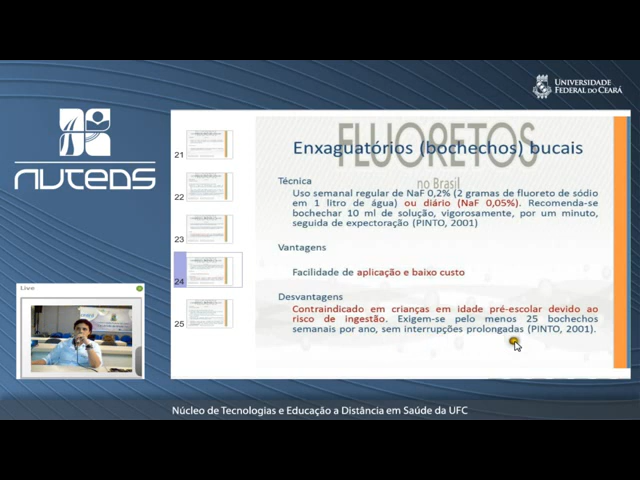 UNIVERSIDADE
FEDERAL DO CEARÁ
NUTEDS
FLUORETOS
no Brasil
Enxaguatórios (bochechos) bucais
Técnica
Uso semanal regular de NaF 0,2% (2 gramas de fluoreto de sódio
em 1 litro de água) ou diário (NaF 0,05%). Recomenda-se
bochechar 10 ml de solução, vigorosamente, por um minuto,
seguida de expectoração (PINTO, 2001)
Vantagens
Facilidade de aplicação e baixo custo
Desvantagens
Contraindicado em crianças em idade pré-escolar devido ao
risco de ingestão. Exigem-se pelo menos 25 bochechos
semanais por ano, sem interrupções prolongadas (PINTO, 2001).
21
22
23
24
25
Live
Núcleo de Tecnologias e Educação a Distância em Saúde da UFC